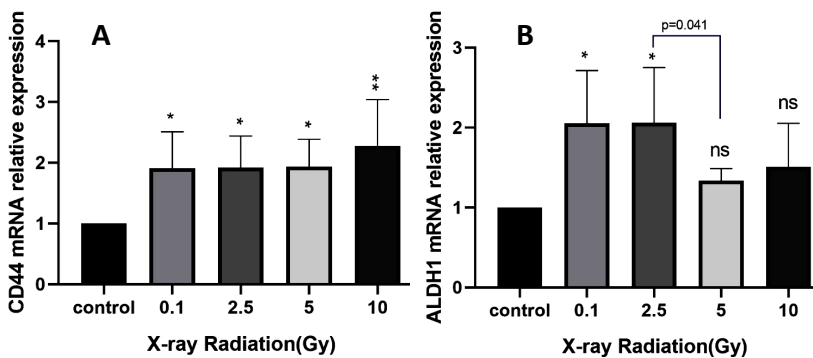 A
CD44 mRNA relative expression
4
3
2
1
0
*
*
*
**
control 0.1 2.5 5 10
X-ray Radiation(Gy)
B
p=0.041
ALDH1 mRNA relative expression
3
2
1
0
*
*
ns
ns
control 0.1 2.5 5 10
X-ray Radiation(Gy)